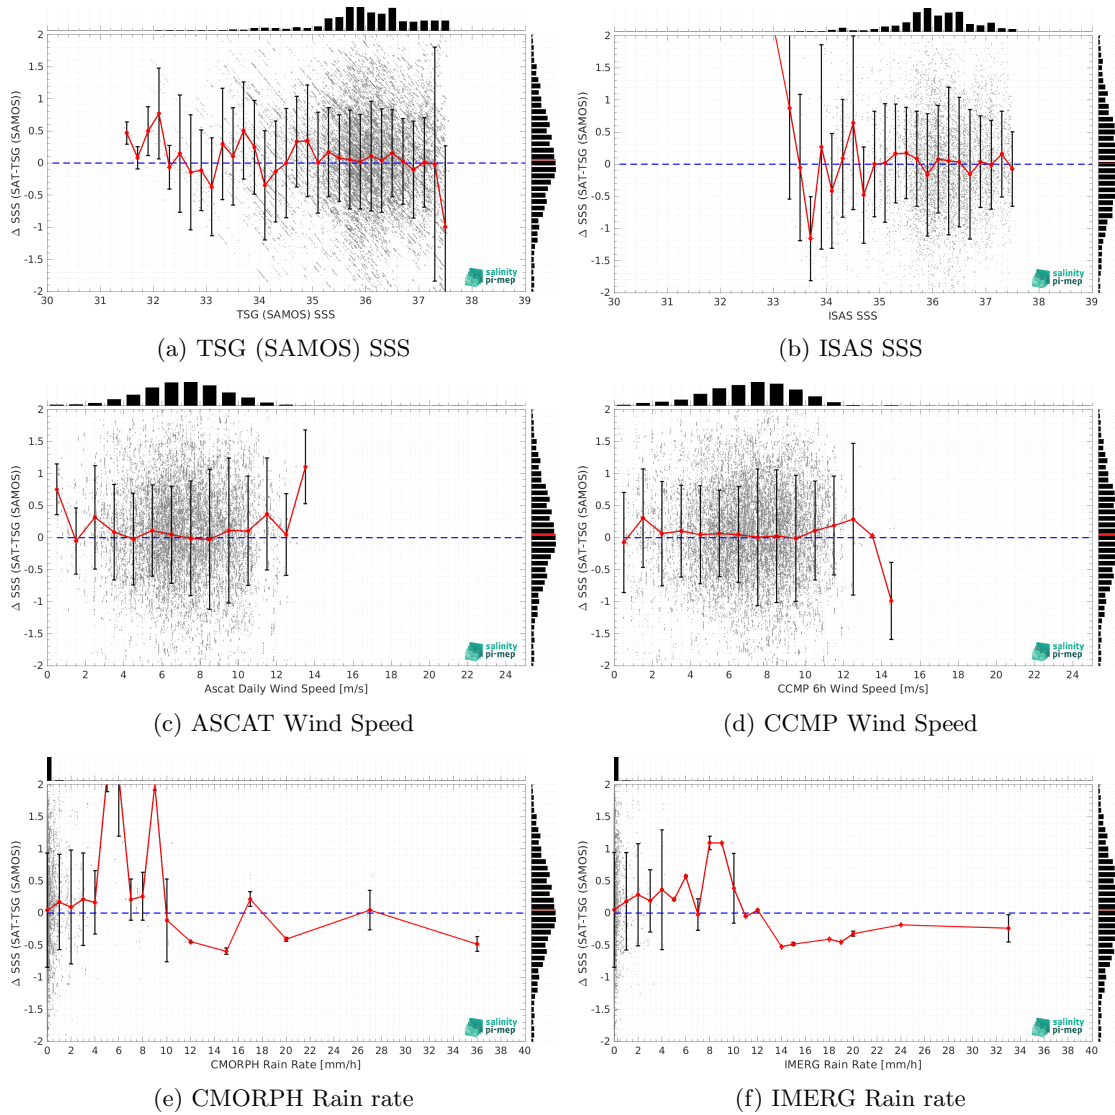 2
1.5
1
0.5
0
-0.5
-1
-1.5
-2
Δ SSS (SAT-TSG (SAMOS))
30 31 32 33 34 35 36 37 38 39
TSG (SAMOS) SSS
salinity
pi-mep
(a) TSG (SAMOS) SSS
2
1.5
1
0.5
0
-0.5
-1
-1.5
-2
Δ SSS (SAT-TSG (SAMOS))
30 31 32 33 34 35 36 37 38 39
ISAS SSS
salinity
pi-mep
(b) ISAS SSS
2
1.5
1
0.5
0
-0.5
-1
-1.5
-2
Δ SSS (SAT-TSG (SAMOS))
0 2 4 6 8 10 12 14 16 18 20 22 24
Ascat Daily Wind Speed [m/s]
salinity
pi-mep
(c) ASCAT Wind Speed
2
1.5
1
0.5
0
-0.5
-1
-1.5
-2
Δ SSS (SAT-TSG (SAMOS))
0 2 4 6 8 10 12 14 16 18 20 22 24
CCMP 6h Wind Speed [m/s]
salinity
pi-mep
(d) CCMP Wind Speed
2
1.5
1
0.5
0
-0.5
-1
-1.5
-2
Δ SSS (SAT-TSG (SAMOS))
0 2 4 6 8 10 12 14 16 18 20 22 24 26 28 30 32 34 36 38 40
CMORPH Rain Rate [mm/h]
salinity
pi-mep
(e) CMORPH Rain rate
2
1.5
1
0.5
0
-0.5
-1
-1.5
-2
Δ SSS (SAT-TSG (SAMOS))
0 2 4 6 8 10 12 14 16 18 20 22 24 26 28 30 32 34 36 38 40
IMERG Rain Rate [mm/h]
salinity
pi-mep
(f) IMERG Rain rate